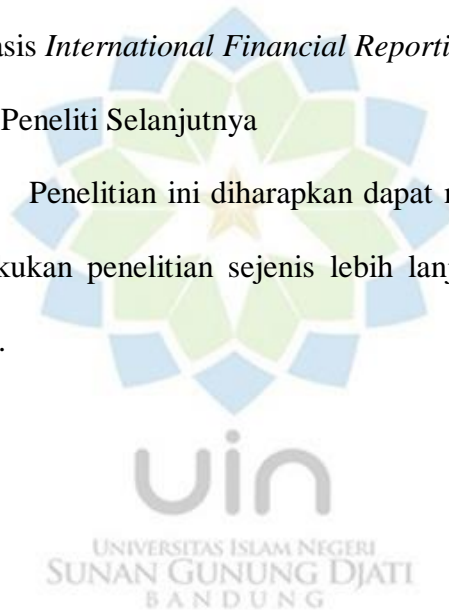 asis International Financial Reporti
Peneliti Selanjutnya
Penelitian ini diharapkan dapat
kukan penelitian sejenis lebih lanj
.
uin
UNIVERSITAS ISLAM NEGERI
SUNAN GUNUNG DJATI
BANDUNG